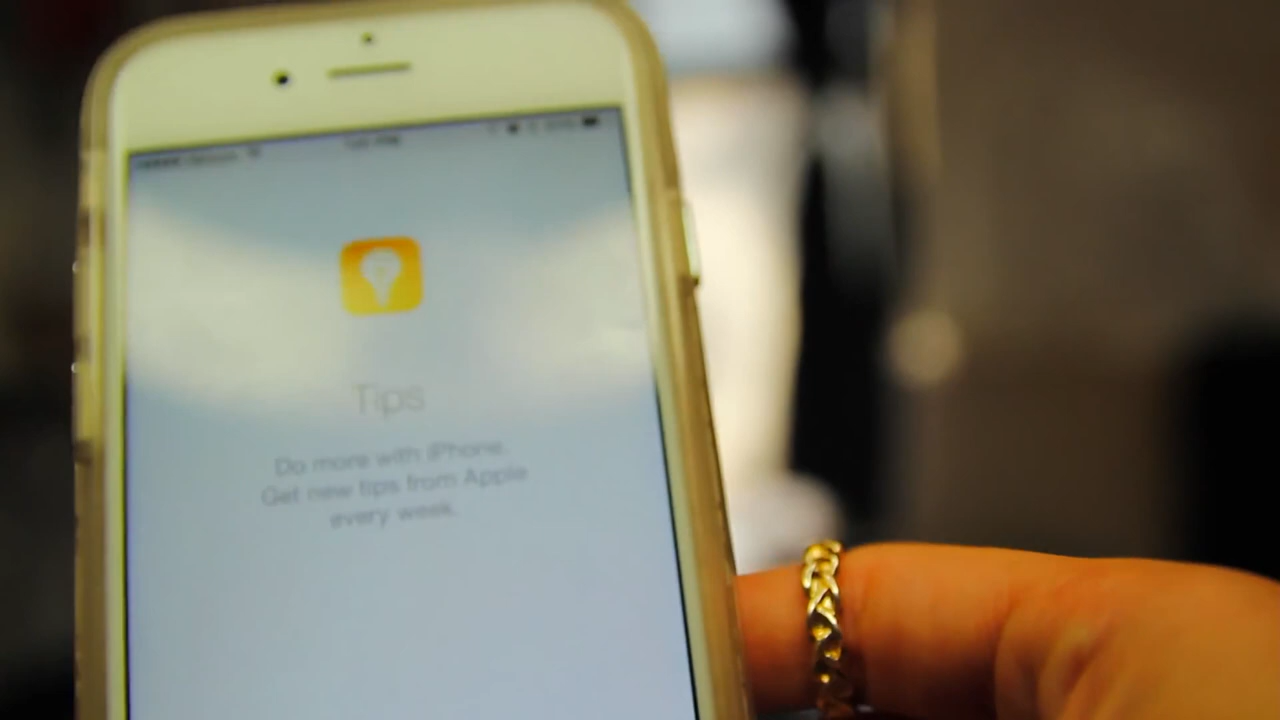 Tips
Do more with iPhone.
Get new tips from Apple
every week.